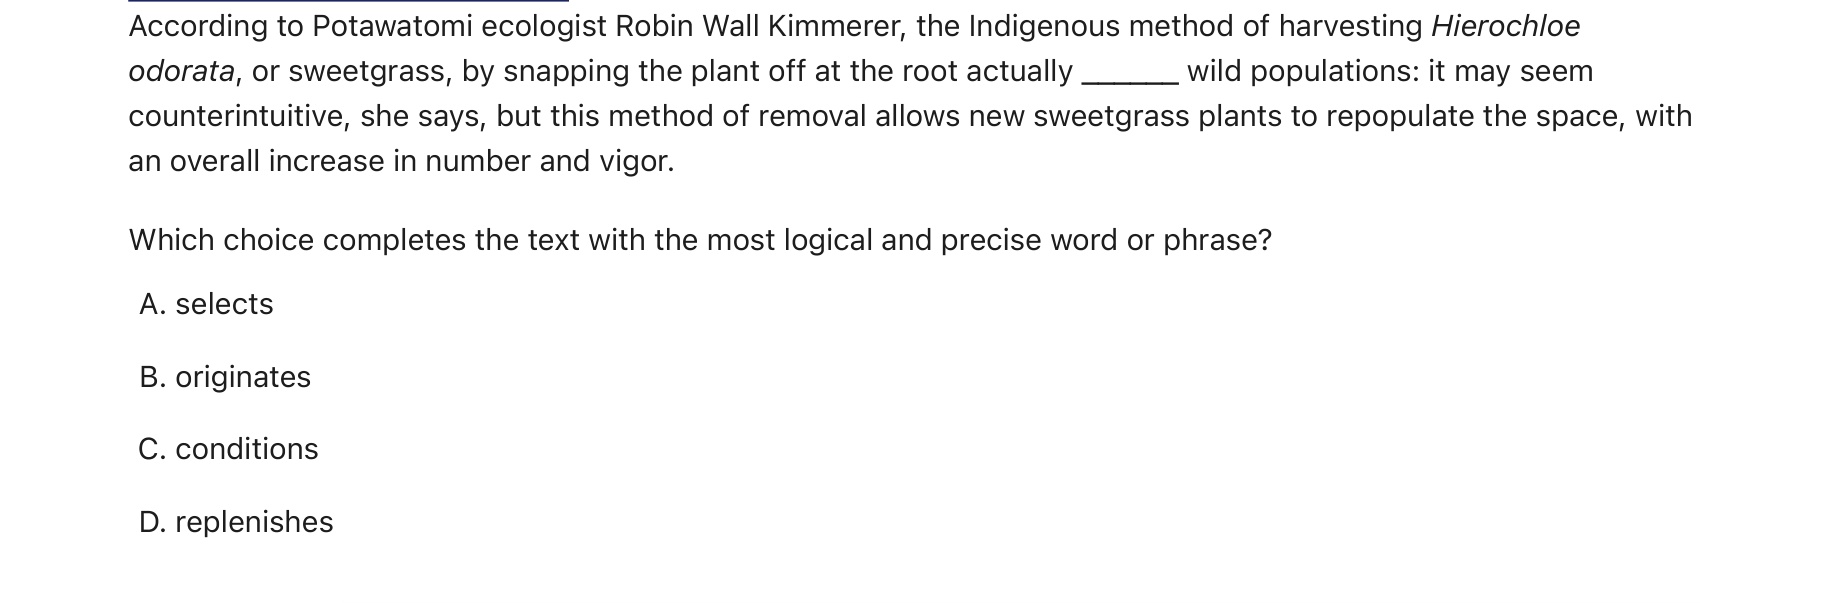 According to Potawatomi ecologist Robin Wall Kimmerer, the Indigenous method of harvesting Hierochloe
odorata, or sweetgrass, by snapping the plant off at the root actually ______ wild populations: it may seem
counterintuitive, she says, but this method of removal allows new sweetgrass plants to repopulate the space, with
an overall increase in number and vigor.
Which choice completes the text with the most logical and precise word or phrase?
A. selects
B. originates
C. conditions
D. replenishes